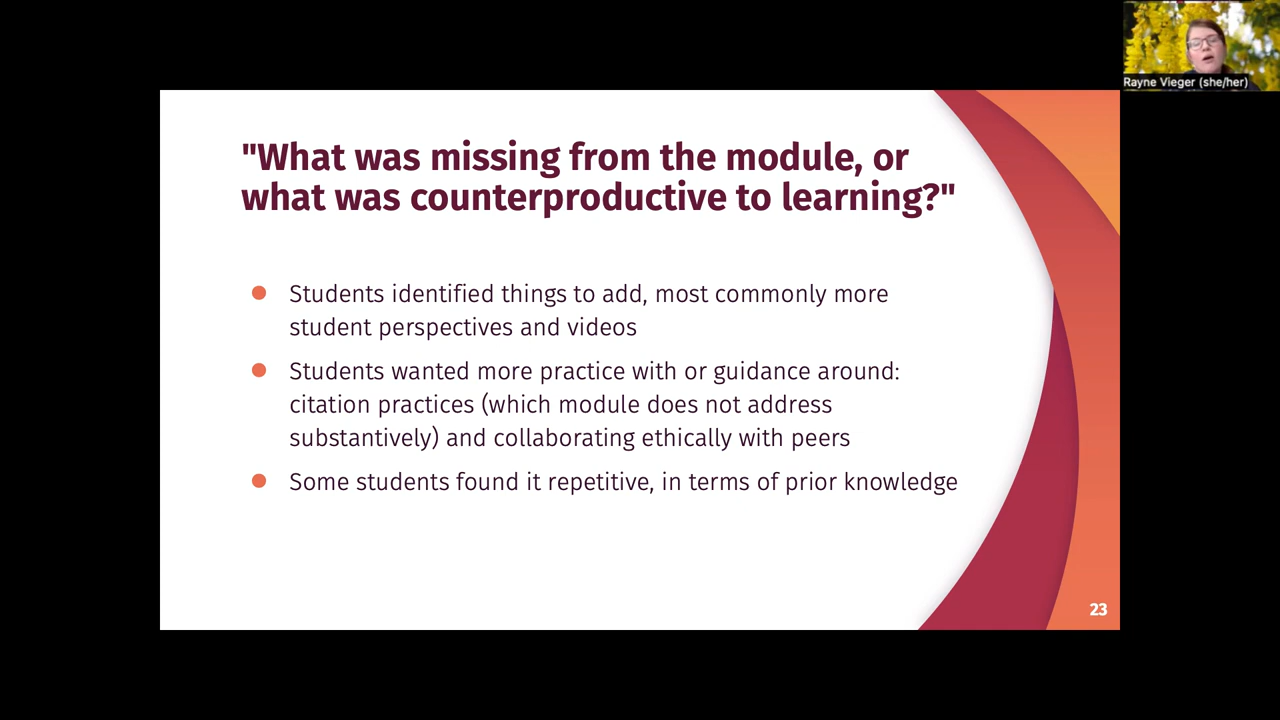 Rayne Vieger (she/her)
"What was missing from the module, or
what was counterproductive to learning?"
Students identified things to add, most commonly more
student perspectives and videos
Students wanted more practice with or guidance around:
citation practices (which module does not address
substantively) and collaborating ethically with peers
Some students found it repetitive, in terms of prior knowledge
23